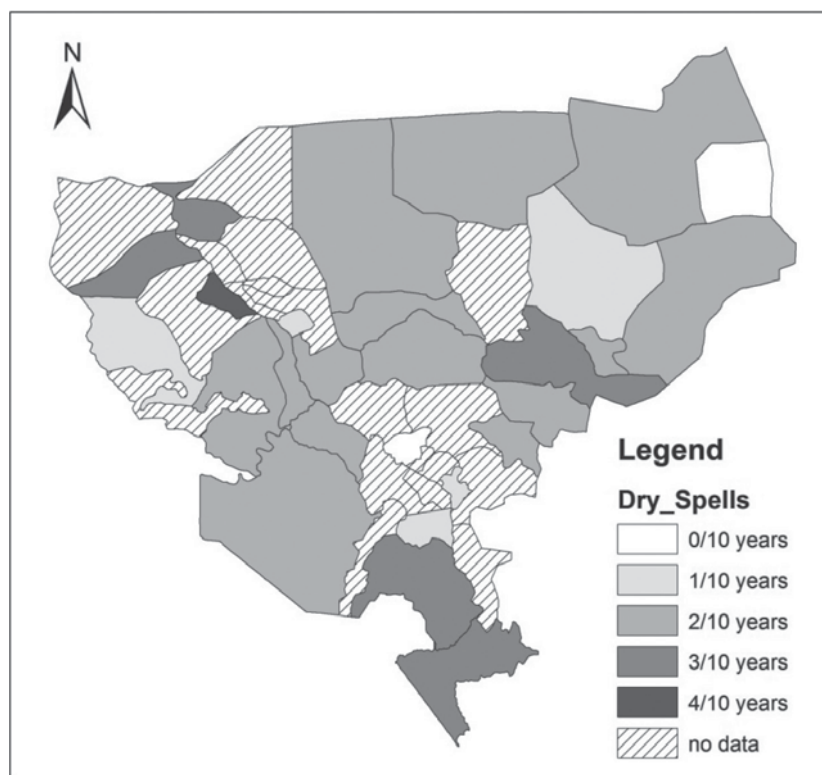 N
Legend
Dry_Spells
0/10 years
1/10 years
2/10 years
3/10 years
4/10 years
no data